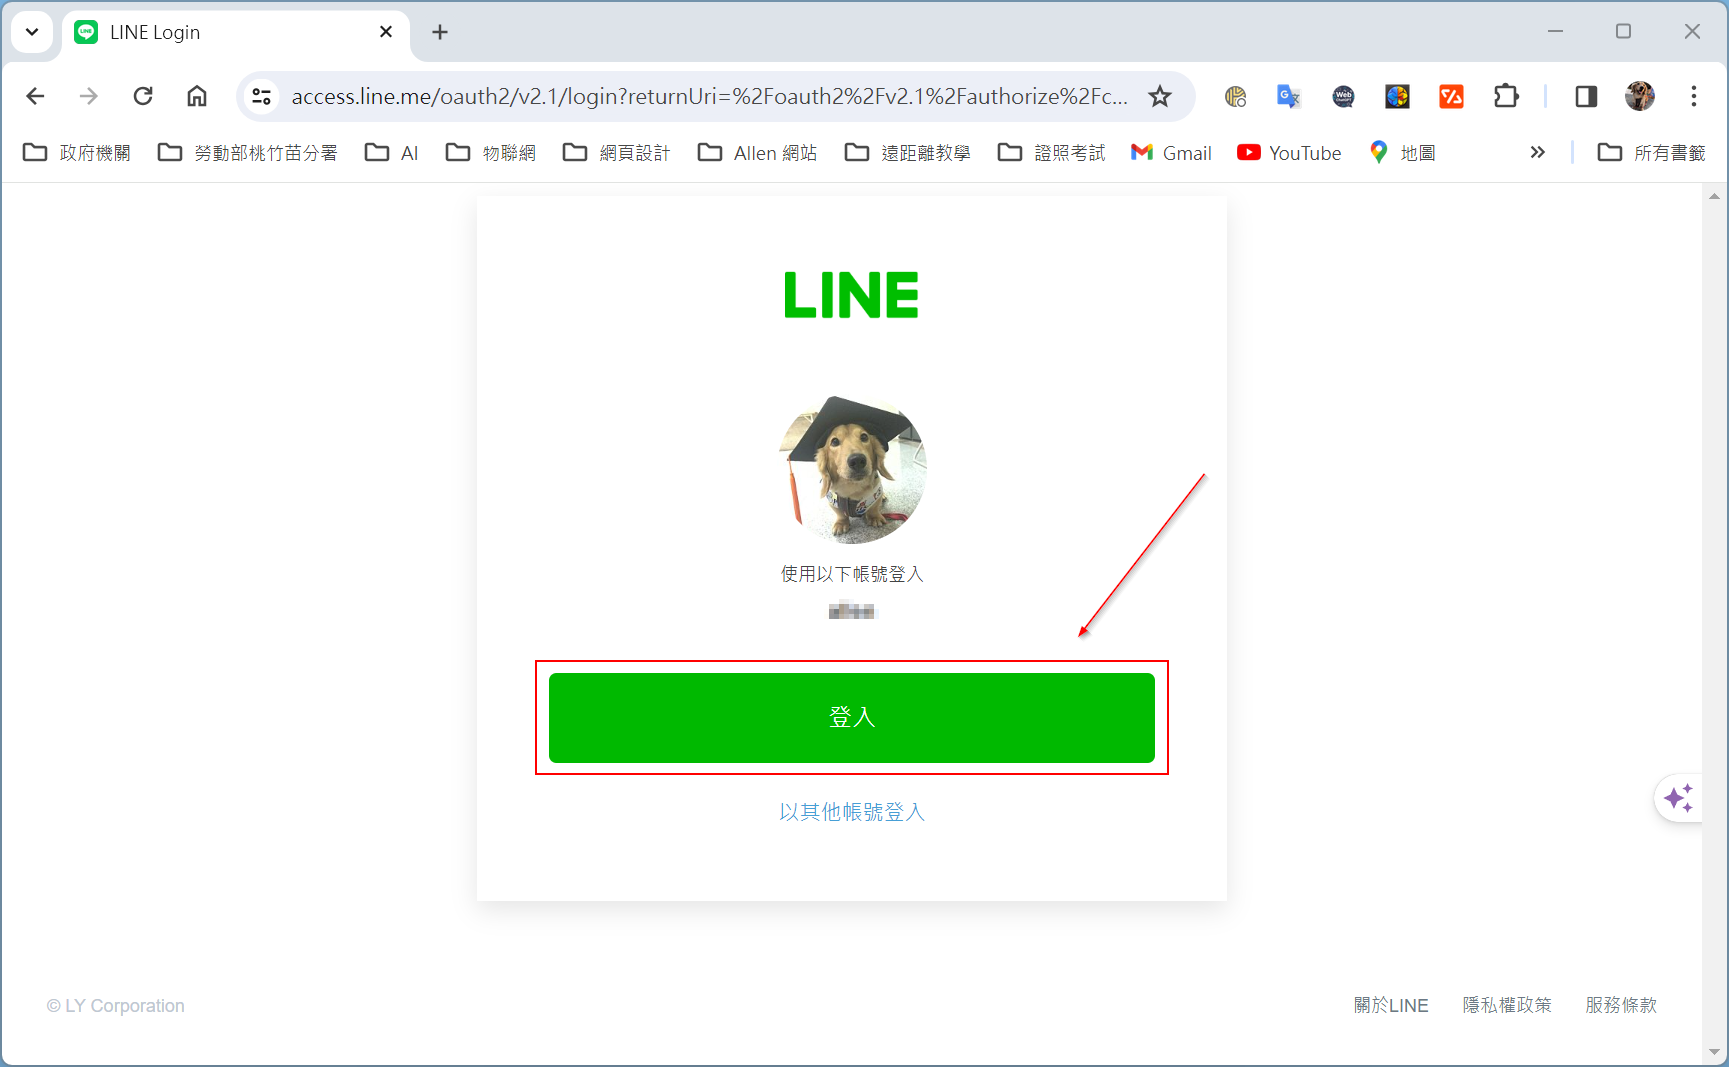 LINE Login
access.line.me/oauth2/v2.1/login?returnUri=%2Foauth2%2Fv2.1%2Fauthorize%2Fc...
政府機關 勞動部桃竹苗分署 AI 物聯網 網頁設計 Allen 網站 遠距離教學 證照考試 Gmail YouTube 地圖 所有書籤
LINE
使用以下帳號登入
登入
以其他帳號登入
© LY Corporation 關於LINE 隱私權政策 服務條款